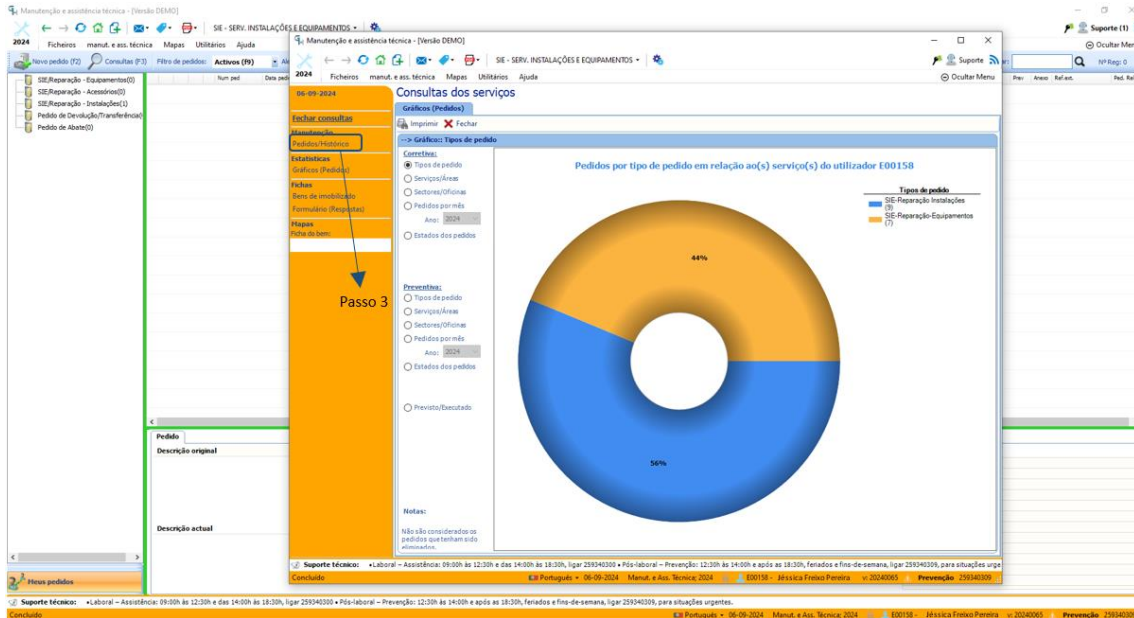 Manutenção e assistência técnica - [Versão DEMO]
SIE - SERV. INSTALAÇÕES E EQUIPAMENTOS
Suporte (1)
2024 Ficheiros manut. e ass. técnica Mapas Utilitários Ajuda
Ocultar Men
Novo pedido (F2) Consultas (F3) Filtro de pedidos: Activos (F9)
Nº Reg: 0
SIE/Reparação - Equipamentos(0)
SIE/Reparação - Acessórios(0)
SIE/Reparação - Instalações(1)
Pedido de Devolução/Transferência(
Pedido de Abate(0)
Num ped Data pedi
Prev Anexo Ref.ext. Ped. Re
Manutenção e assistência técnica - [Versão DEMO]
SIE - SERV. INSTALAÇÕES E EQUIPAMENTOS
Suporte
2024 Ficheiros manut. e ass. técnica Mapas Utilitários Ajuda
Ocultar Menu
06-09-2024
Fechar consultas
Manutenção
Pedidos/Histórico
Estatísticas
Gráficos (Pedidos)
Fichas
Bens de imobilizado
Formulário (Respostas)
Mapas
Ficha do bem:
Passo 3
Consultas dos serviços
Gráficos (Pedidos)
Imprimir Fechar
--> Gráfico:: Tipos de pedido
Corretiva:
Tipos de pedido
Serviços/Áreas
Sectores/Oficinas
Pedidos por mês
Ano: 2024
Estados dos pedidos
Preventiva:
Tipos de pedido
Serviços/Áreas
Sectores/Oficinas
Pedidos por mês
Ano: 2024
Estados dos pedidos
Previsto/Executado
Notas:
Não são considerados os
pedidos que tenham sido
eliminados.
Pedidos por tipo de pedido em relação ao(s) serviço(s) do utilizador E00158
Tipos de pedido
SIE-Reparação Instalações
(9)
SIE-Reparação-Equipamentos
(7)
44%
56%
Suporte técnico: •Laboral – Assistência: 09:00h às 12:30h e das 14:00h às 18:30h, ligar 259340300 • Pós-laboral – Prevenção: 12:30h às 14:00h e após as 18:30h, feriados e fins-de-semana, ligar 259340309, para situações urge
Concluído Português 06-09-2024 Manut. e Ass. Técnica; 2024 E00158 - Jéssica Freixo Pereira v: 20240065 Prevenção 259340309
Pedido
Descrição original
Descrição actual
Meus pedidos
Suporte técnico: •Laboral – Assistência: 09:00h às 12:30h e das 14:00h às 18:30h, ligar 259340300 • Pós-laboral – Prevenção: 12:30h às 14:00h e após as 18:30h, feriados e fins-de-semana, ligar 259340309, para situações urgentes.
Concluído Português 06-09-2024 Manut. e Ass. Técnica; 2024 E00158 - Jéssica Freixo Pereira v: 20240065 Prevenção 259340309